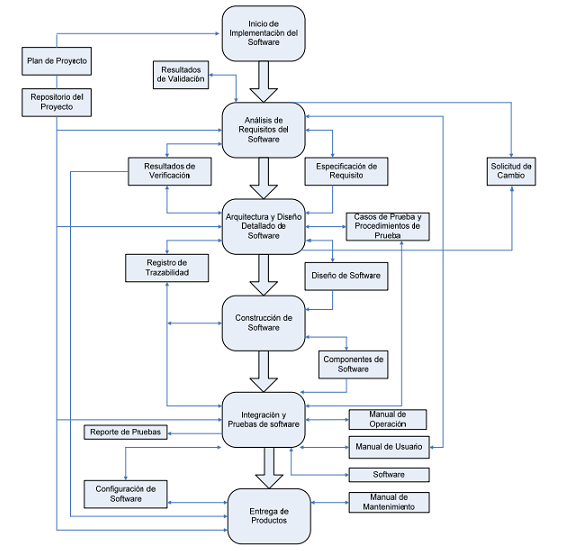 Inicio de
Implementación del
Software
Plan de Proyecto
Resultados
de Validación
Repositorio del
Proyecto
Análisis de
Requisitos del
Software
Resultados de
Verificación
Especificación de
Requisito
Solicitud de
Cambio
Arquitectura y Diseño
Detallado de
Software
Casos de Prueba y
Procedimientos de
Prueba
Registro de
Trazabilidad
Diseño de Software
Construcción de
Software
Componentes de
Software
Integración y
Pruebas de software
Manual de
Operación
Reporte de Pruebas
Manual de Usuario
Software
Configuración de
Software
Manual de
Mantenimiento
Entrega de
Productos